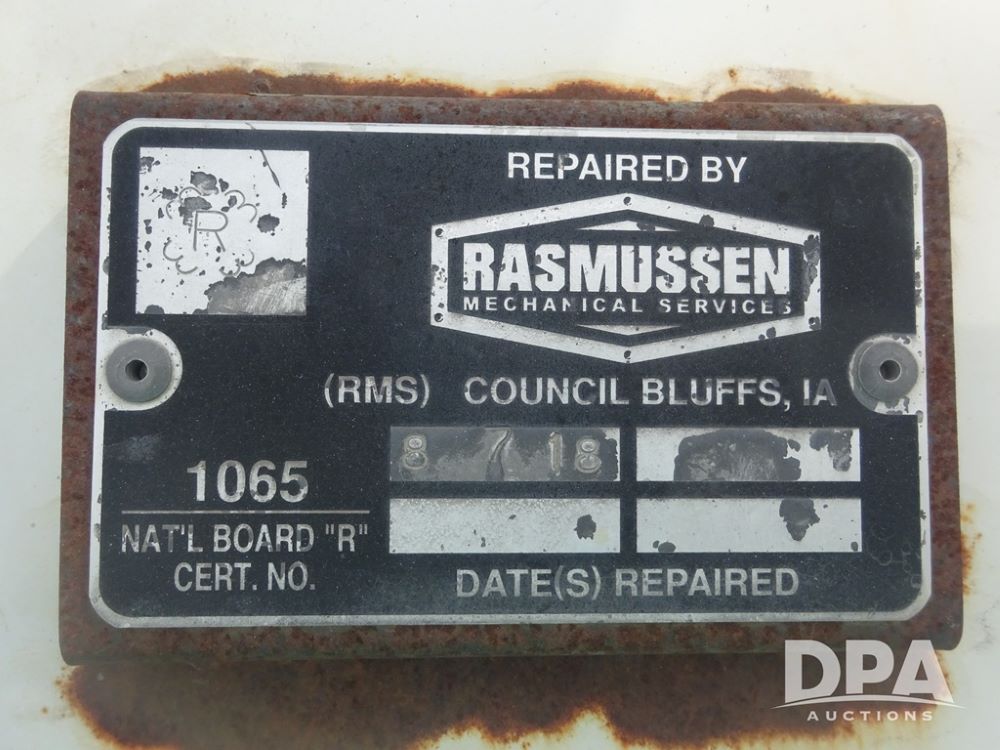 R
REPAIRED BY
RASMUSSEN
MECHANICAL SERVICES
(RMS) COUNCIL BLUFFS, IA
8 7 18
1065
NAT'L BOARD "R"
CERT. NO.
DATE(S) REPAIRED
DPA
AUCTIONS